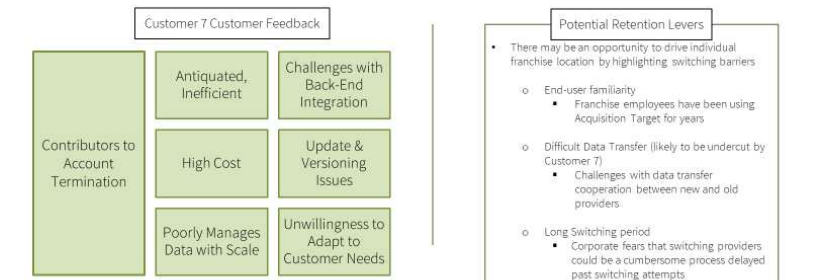 Customer 7 Customer Feedback
Contributors to
Account
Termination
Antiquated,
Inefficient
Challenges with
Back-End
Integration
High Cost
Update &
Versioning
Issues
Poorly Manages
Data with Scale
Unwillingness to
Adapt to
Customer Needs
Potential Retention Levers
• There may be an opportunity to drive individual
franchise location by highlighting switching barriers
o End-user familiarity
▪ Franchise employees have been using
Acquisition Target for years
o Difficult Data Transfer (likely to be undercut by
Customer 7)
▪ Challenges with data transfer
cooperation between new and old
providers
o Long Switching period
▪ Corporate fears that switching providers
could be a cumbersome process delayed
past switching attempts